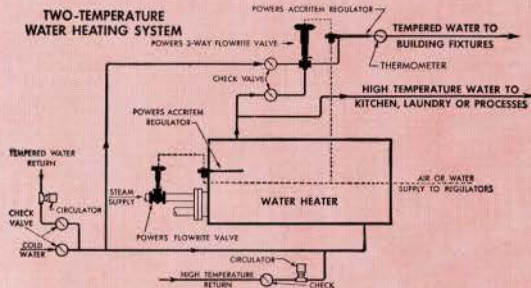 TWO-TEMPERATURE
WATER HEATING SYSTEM
POWERS ACCRITEM REGULATOR
POWERS 3-WAY FLOWRITE VALVE
TEMPERED WATER TO
BUILDING FIXTURES
THERMOMETER
CHECK VALVE
HIGH TEMPERATURE WATER TO
KITCHEN, LAUNDRY OR PROCESSES
POWERS ACCRITEM
REGULATOR
TEMPERED WATER
RETURN
STEAM
SUPPLY
AIR OR WATER
SUPPLY TO REGULATORS
CIRCULATOR
WATER HEATER
CHECK
VALVE
POWERS FLOWRITE VALVE
COLD
WATER
CIRCULATOR
HIGH TEMPERATURE
RETURN
CHECK